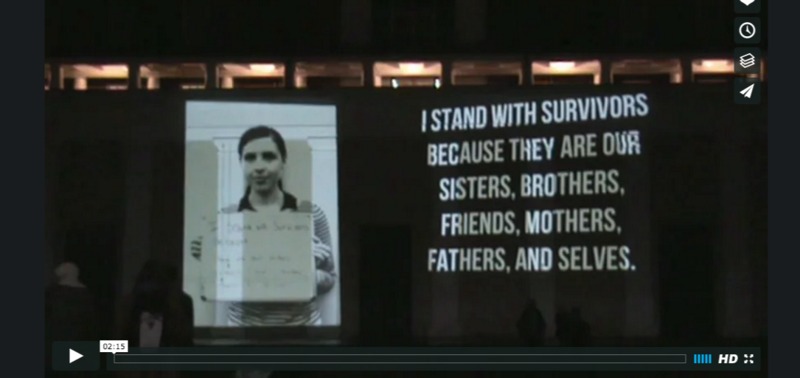 I STAND WITH SURVIVORS
BECAUSE THEY ARE OUR
SISTERS, BROTHERS,
FRIENDS, MOTHERS,
FATHERS, AND SELVES.
02:15
HD